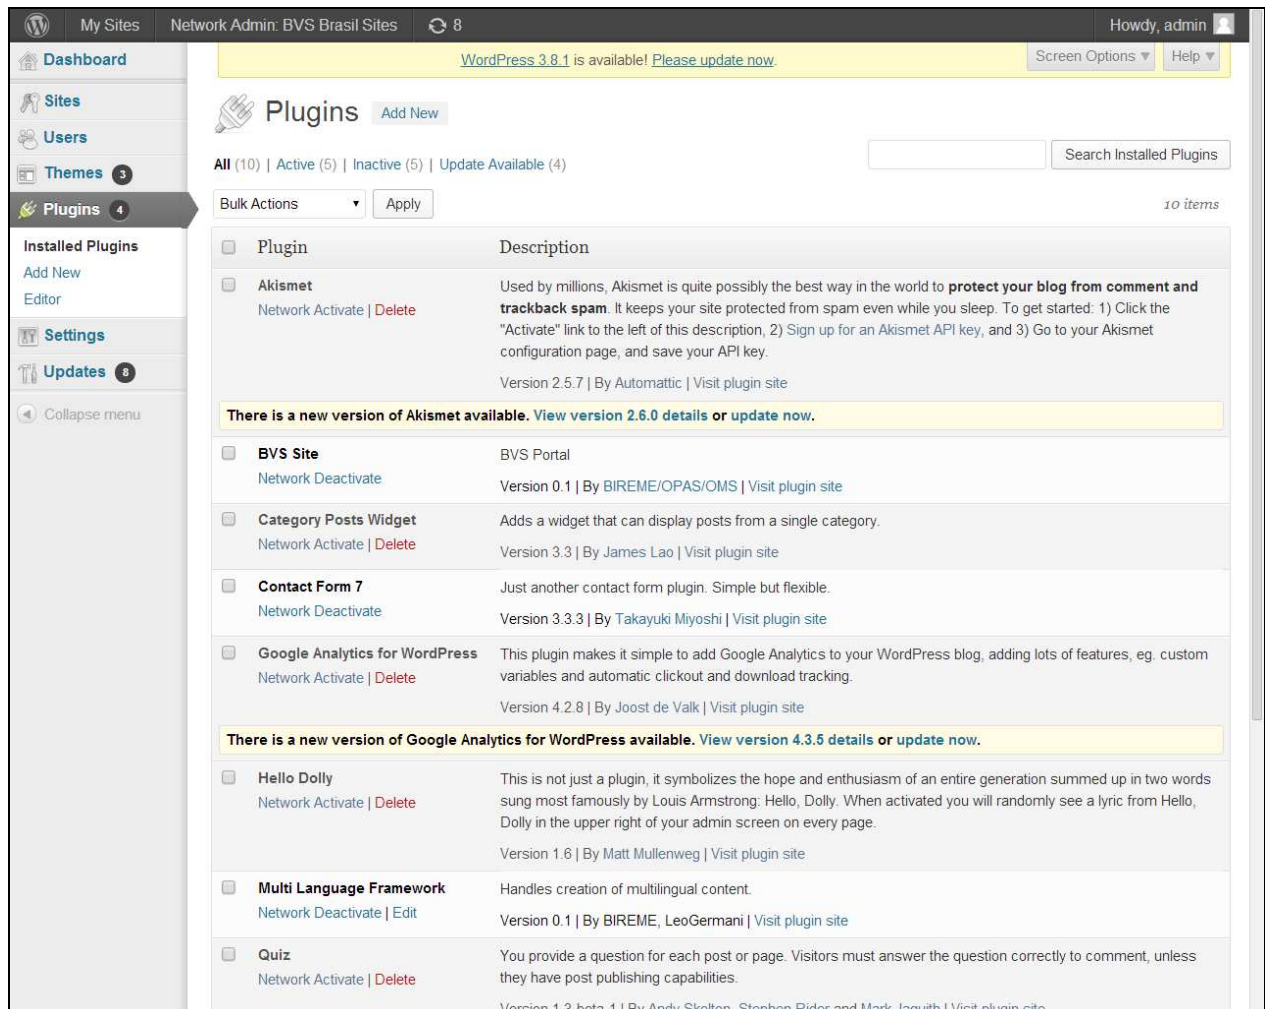 My Sites Network Admin: BVS Brasil Sites 8 Howdy, admin
WordPress 3.8.1 is available! Please update now.
Screen Options Help
Dashboard
Sites
Users
Themes 3
Plugins 4
Installed Plugins
Add New
Editor
Settings
Updates 8
Collapse menu
Plugins Add New
All (10) | Active (5) | Inactive (5) | Update Available (4)
Search Installed Plugins
Bulk Actions Apply 10 items
Plugin Description
Akismet
Network Activate | Delete
Used by millions, Akismet is quite possibly the best way in the world to protect your blog from comment and
trackback spam. It keeps your site protected from spam even while you sleep. To get started: 1) Click the
"Activate" link to the left of this description, 2) Sign up for an Akismet API key, and 3) Go to your Akismet
configuration page, and save your API key.
Version 2.5.7 | By Automattic | Visit plugin site
There is a new version of Akismet available. View version 2.6.0 details or update now.
BVS Site
Network Deactivate
BVS Portal
Version 0.1 | By BIREME/OPAS/OMS | Visit plugin site
Category Posts Widget
Network Activate | Delete
Adds a widget that can display posts from a single category.
Version 3.3 | By James Lao | Visit plugin site
Contact Form 7
Network Deactivate
Just another contact form plugin. Simple but flexible.
Version 3.3.3 | By Takayuki Miyoshi | Visit plugin site
Google Analytics for WordPress
Network Activate | Delete
This plugin makes it simple to add Google Analytics to your WordPress blog, adding lots of features, eg. custom
variables and automatic clickout and download tracking.
Version 4.2.8 | By Joost de Valk | Visit plugin site
There is a new version of Google Analytics for WordPress available. View version 4.3.5 details or update now.
Hello Dolly
Network Activate | Delete
This is not just a plugin, it symbolizes the hope and enthusiasm of an entire generation summed up in two words
sung most famously by Louis Armstrong: Hello, Dolly. When activated you will randomly see a lyric from Hello,
Dolly in the upper right of your admin screen on every page.
Version 1.6 | By Matt Mullenweg | Visit plugin site
Multi Language Framework
Network Deactivate | Edit
Handles creation of multilingual content.
Version 0.1 | By BIREME, LeoGermani | Visit plugin site
Quiz
Network Activate | Delete
You provide a question for each post or page. Visitors must answer the question correctly to comment, unless
they have post publishing capabilities.
Version 1.3-beta-1 | By Andy Skelton, Stephen Rider and Mark Jaquith | Visit plugin site